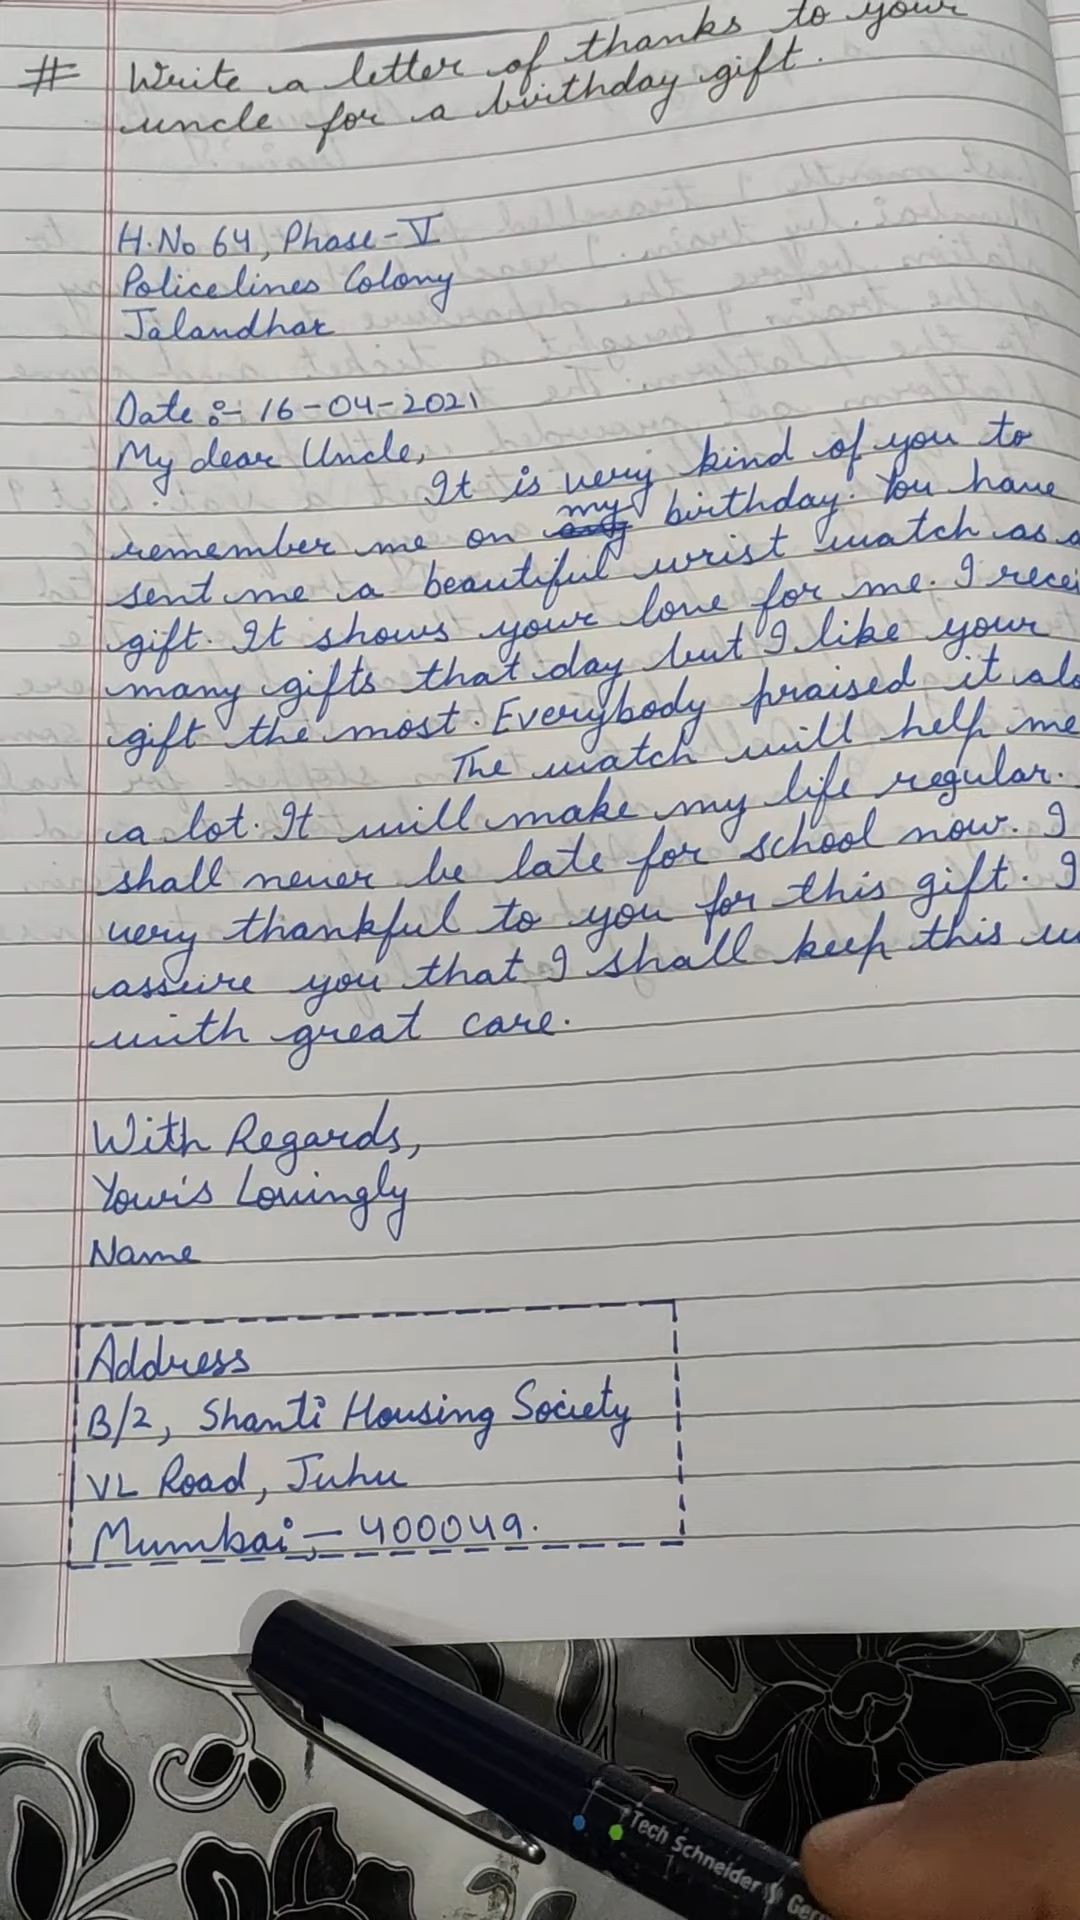 # Write a letter of thanks to your
uncle for a birthday gift.
H.No 64, Phase-V
Policelines Colony
Jalandhar
Date :- 16-04-2021
My dear Uncle,
It is very kind of you to
remember me on my birthday. You have
sent me a beautiful wrist watch as a
gift. It shows your love for me. I recei
many gifts that day but I like your
gift the most. Everybody praised it alo
The watch will help me
a lot. It will make my life regular.
shall never be late for school now. I
very thankful to you for this gift. I
assure you that I shall keep this w
with great care.
With Regards,
Your's Lovingly
Name
Address
B/2, Shanti Housing Society
VL Road, Juhu
Mumbai,- 400049.
Tech Schneider
Ger